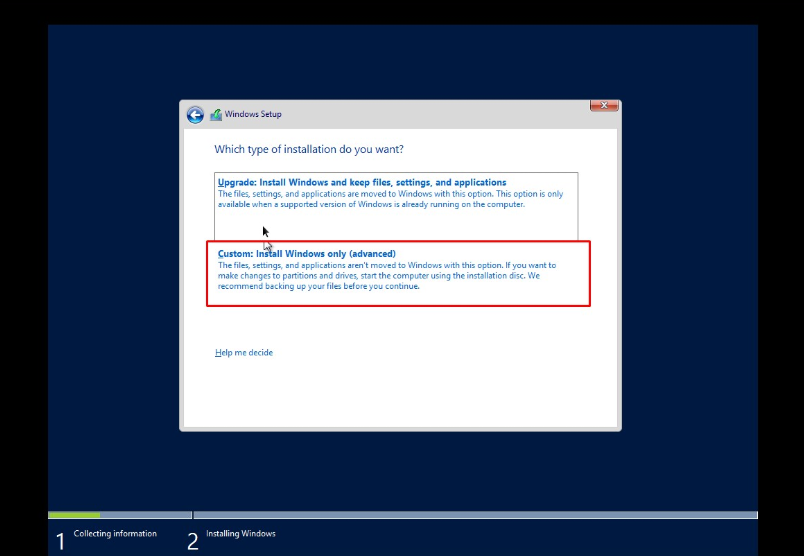 Windows Setup
Which type of installation do you want?
Upgrade: Install Windows and keep files, settings, and applications
The files, settings, and applications are moved to Windows with this option. This option is only
available when a supported version of Windows is already running on the computer.
Custom: Install Windows only (advanced)
The files, settings, and applications aren't moved to Windows with this option. If you want to
make changes to partitions and drives, start the computer using the installation disc. We
recommend backing up your files before you continue.
Help me decide
1 Collecting information
2 Installing Windows